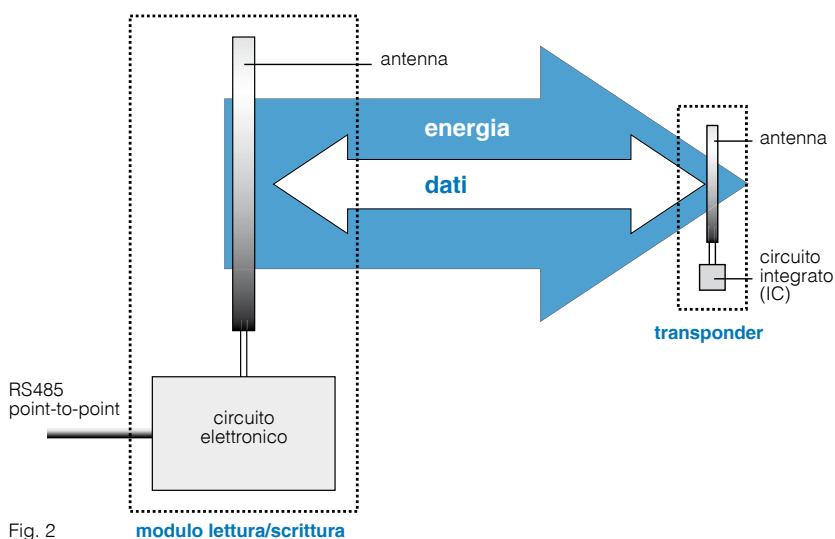 antenna
energia
antenna
dati
circuito
integrato
(IC)
transponder
RS485
point-to-point
circuito
elettronico
Fig. 2
modulo lettura/scrittura